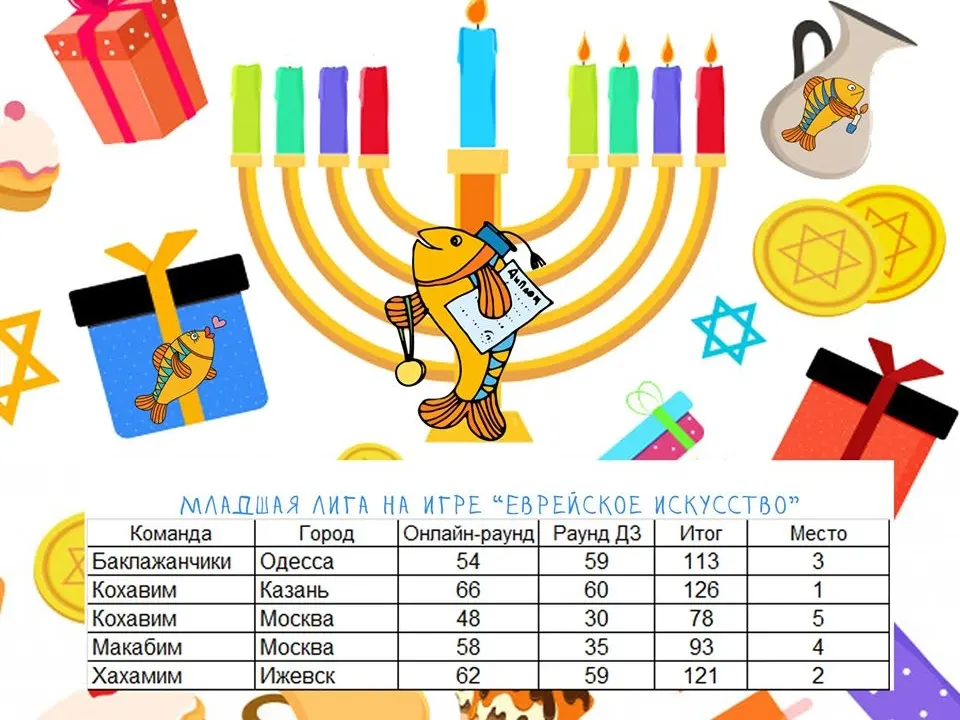 Диплом
МЛАДШАЯ ЛИГА НА ИГРЕ “ЕВРЕЙСКОЕ ИСКУССТВО”
Команда Город Онлайн-раунд Раунд ДЗ Итог Место
Баклажанчики Одесса 54 59 113 3
Кохавим Казань 66 60 126 1
Кохавим Москва 48 30 78 5
Макабим Москва 58 35 93 4
Хахамим Ижевск 62 59 121 2